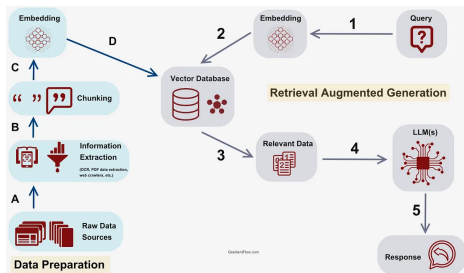 Embedding
D
C
Chunking
B
Information
Extraction
(OCR, PDF data extraction,
web crawlers, etc.)
A
Raw Data
Sources
Data Preparation
Query
1
Embedding
2
Vector Database
Retrieval Augmented Generation
3
Relevant Data
4
LLM(s)
5
Response
GradientFlow.com